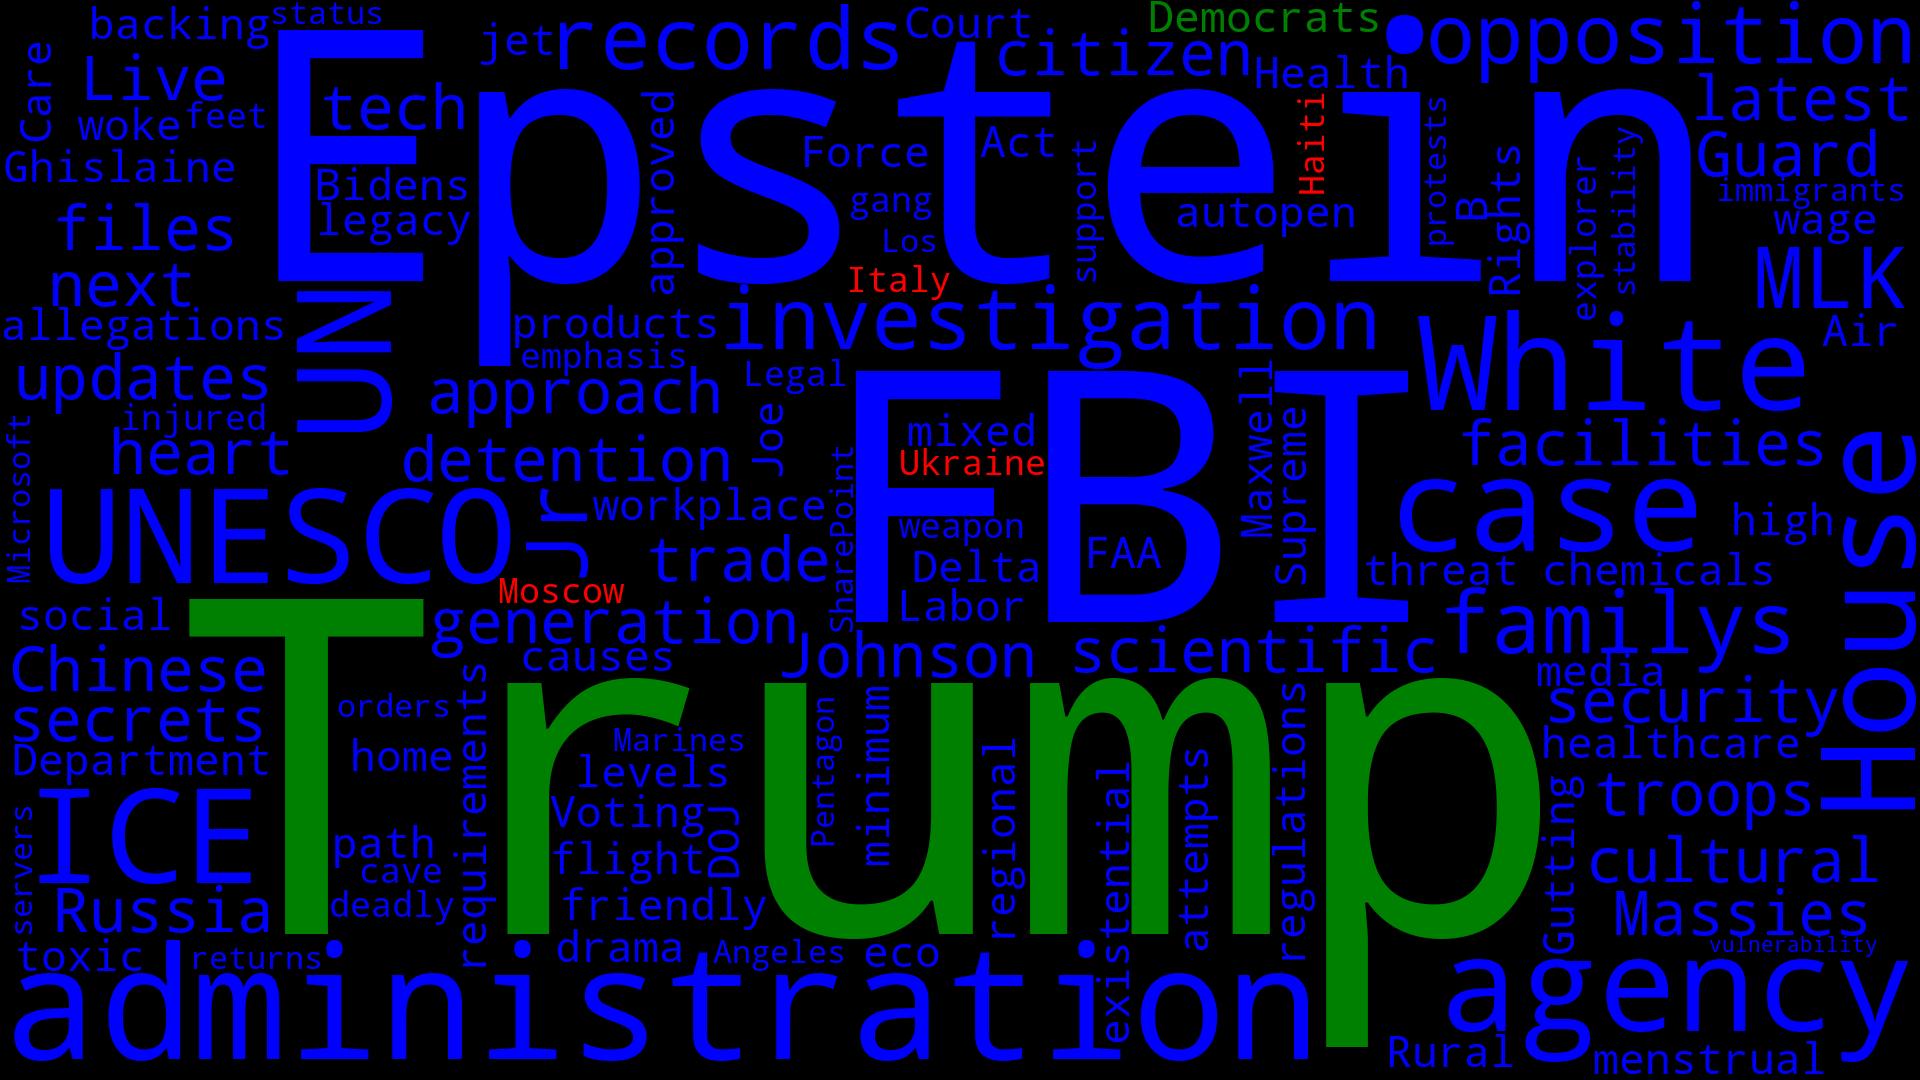 backing
status
jet
records
Court
citizen
Democrats
opposition
Care
Live
tech
Epstein
Health
latest
woke
feet
approved
Force
Act
Haiti
protests
Guard
Ghislaine
Bidens
legacy
gang
support
autopen
B
Rights
explorer
stability
immigrants
wage
files
Los
Italy
next
UN
investigation
MLK
allegations
products
emphasis
Legal
White
Air
updates
approach
FBI
Maxwell
injured
heart
Joe
mixed
Ukraine
Supreme
facilities
House
Microsoft
detention
SharePoint
case
high
UNESCO
Jr
workplace
weapon
trade
FAA
Delta
threat
chemicals
Moscow
Labor
social
Trump
generation
familys
causes
Johnson
scientific
media
Chinese
requirements
security
secrets
orders
Pentagon
minimum
regional
regulations
Department
home
Marines
healthcare
levels
existential
attempts
Gutting
troops
ICE
Voting
DOJ
servers
path
flight
cave
cultural
Russia
deadly
friendly
Massies
toxic
returns
drama
Angeles
eco
vulnerability
administration
agency
Rural
menstrual